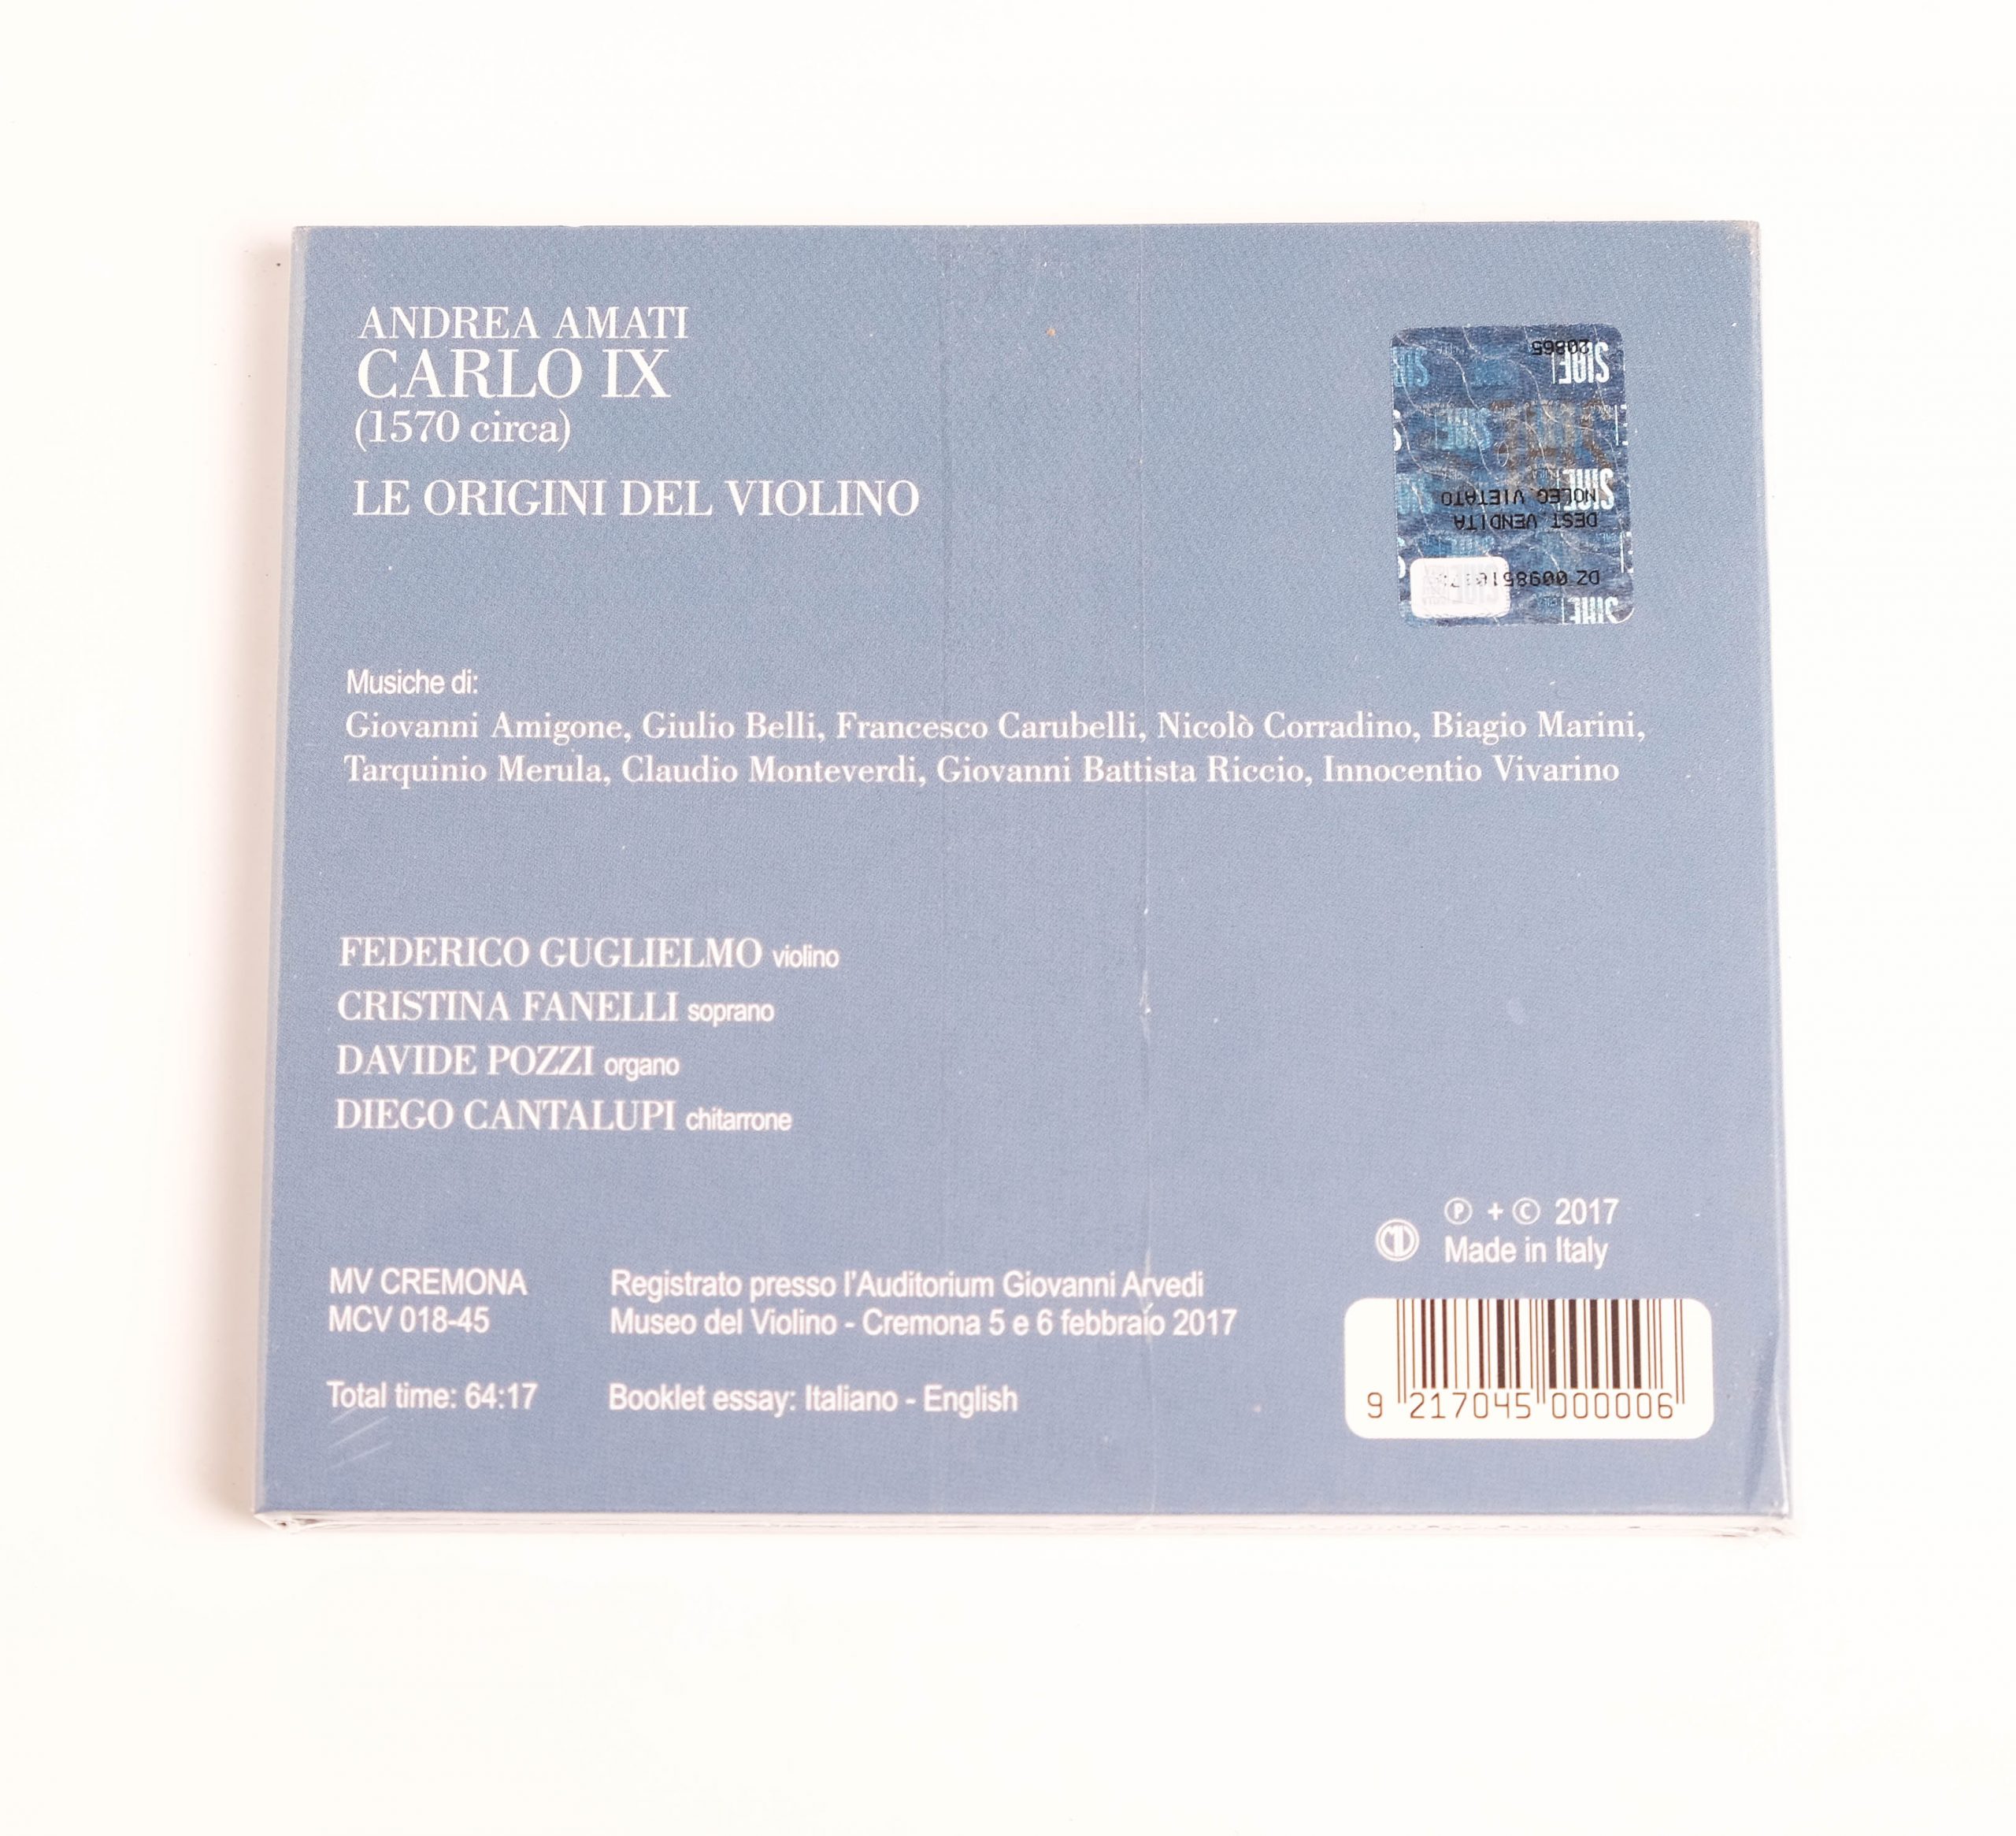 ANDREA AMATI
CARLO IX
(1570 circa)
LE ORIGINI DEL VIOLINO
20865
SIAE
SIAE
NOLEG VIETATO
DEST VENDITA
SIAE
Musiche di:
Giovanni Amigone, Giulio Belli, Francesco Carubelli, Nicolò Corradino, Biagio Marini,
Tarquinio Merula, Claudio Monteverdi, Giovanni Battista Riccio, Innocentio Vivarino
FEDERICO GUGLIELMO violino
CRISTINA FANELLI soprano
DAVIDE POZZI organo
DIEGO CANTALUPI chitarrone
Ⓟ + © 2017
Made in Italy
MV CREMONA
MCV 018-45
Registrato presso l'Auditorium Giovanni Arvedi
Museo del Violino - Cremona 5 e 6 febbraio 2017
Total time: 64:17
Booklet essay: Italiano - English
9 217045 000006